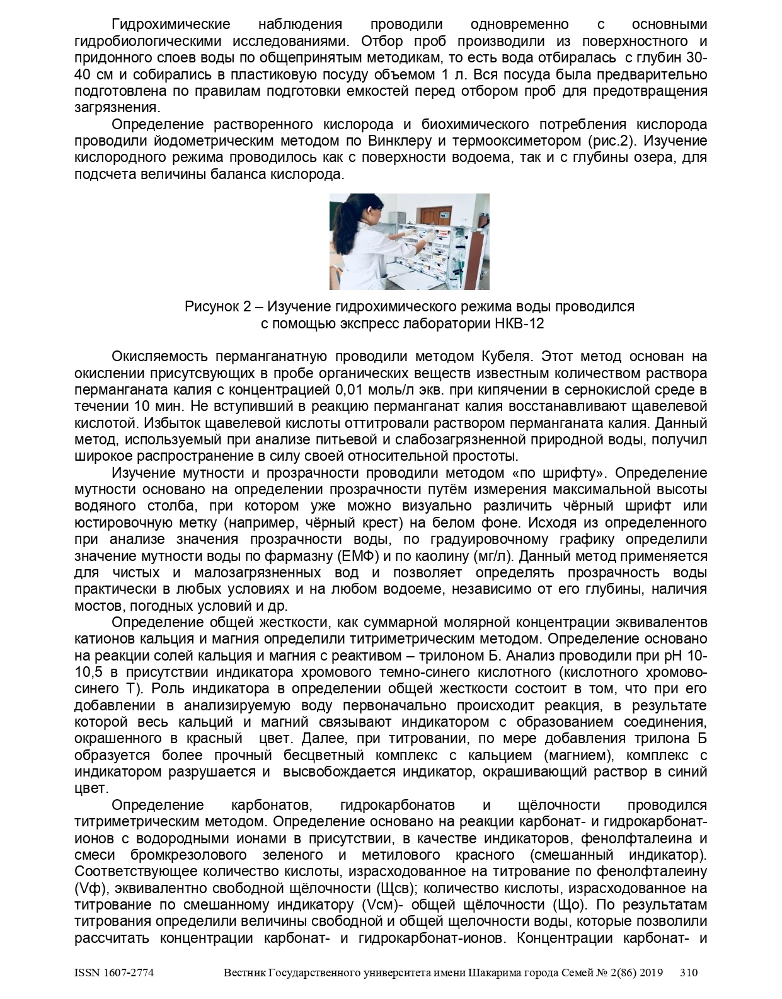 Гидрохимические наблюдения проводили одновременно с основными
гидробиологическими исследованиями. Отбор проб производили из поверхностного и
придонного слоев воды по общепринятым методикам, то есть вода отбиралась с глубин 30-
40 см и собирались в пластиковую посуду объемом 1 л. Вся посуда была предварительно
подготовлена по правилам подготовки емкостей перед отбором проб для предотвращения
загрязнения.
Определение растворенного кислорода и биохимического потребления кислорода
проводили йодометрическим методом по Винклеру и термооксиметором (рис.2). Изучение
кислородного режима проводилось как с поверхности водоема, так и с глубины озера, для
подсчета величины баланса кислорода.
Рисунок 2 – Изучение гидрохимического режима воды проводился
с помощью экспресс лаборатории НКВ-12
Окисляемость перманганатную проводили методом Кубеля. Этот метод основан на
окислении присутсвующих в пробе органических веществ известным количеством раствора
перманганата калия с концентрацией 0,01 моль/л экв. при кипячении в сернокислой среде в
течении 10 мин. Не вступивший в реакцию перманганат калия восстанавливают щавелевой
кислотой. Избыток щавелевой кислоты оттитровали раствором перманганата калия. Данный
метод, используемый при анализе питьевой и слабозагрязненной природной воды, получил
широкое распространение в силу своей относительной простоты.
Изучение мутности и прозрачности проводили методом «по шрифту». Определение
мутности основано на определении прозрачности путём измерения максимальной высоты
водяного столба, при котором уже можно визуально различить чёрный шрифт или
юстировочную метку (например, чёрный крест) на белом фоне. Исходя из определенного
при анализе значения прозрачности воды, по градуировочному графику определили
значение мутности воды по фармазну (ЕМФ) и по каолину (мг/л). Данный метод применяется
для чистых и малозагрязненных вод и позволяет определять прозрачность воды
практически в любых условиях и на любом водоеме, независимо от его глубины, наличия
мостов, погодных условий и др.
Определение общей жесткости, как суммарной молярной концентрации эквивалентов
катионов кальция и магния определили титриметрическим методом. Определение основано
на реакции солей кальция и магния с реактивом – трилоном Б. Анализ проводили при pH 10-
10,5 в присутствии индикатора хромового темно-синего кислотного (кислотного хромово-
синего Т). Роль индикатора в определении общей жесткости состоит в том, что при его
добавлении в анализируемую воду первоначально происходит реакция, в результате
которой весь кальций и магний связывают индикатором с образованием соединения,
окрашенного в красный цвет. Далее, при титровании, по мере добавления трилона Б
образуется более прочный бесцветный комплекс с кальцием (магнием), комплекс с
индикатором разрушается и высвобождается индикатор, окрашивающий раствор в синий
цвет.
Определение карбонатов, гидрокарбонатов и щёлочности проводился
титриметрическим методом. Определение основано на реакции карбонат- и гидрокарбонат-
ионов с водородными ионами в присутствии, в качестве индикаторов, фенолфталеина и
смеси бромкрезолового зеленого и метилового красного (смешанный индикатор).
Соответствующее количество кислоты, израсходованное на титрование по фенолфталеину
(Vф), эквивалентно свободной щёлочности (Щсв); количество кислоты, израсходованное на
титрование по смешанному индикатору (Vсм)- общей щёлочности (Що). По результатам
титрования определили величины свободной и общей щелочности воды, которые позволили
рассчитать концентрации карбонат- и гидрокарбонат-ионов. Концентрации карбонат- и
ISSN 1607-2774 Вестник Государственного университета имени Шакарима города Семей № 2(86) 2019 310